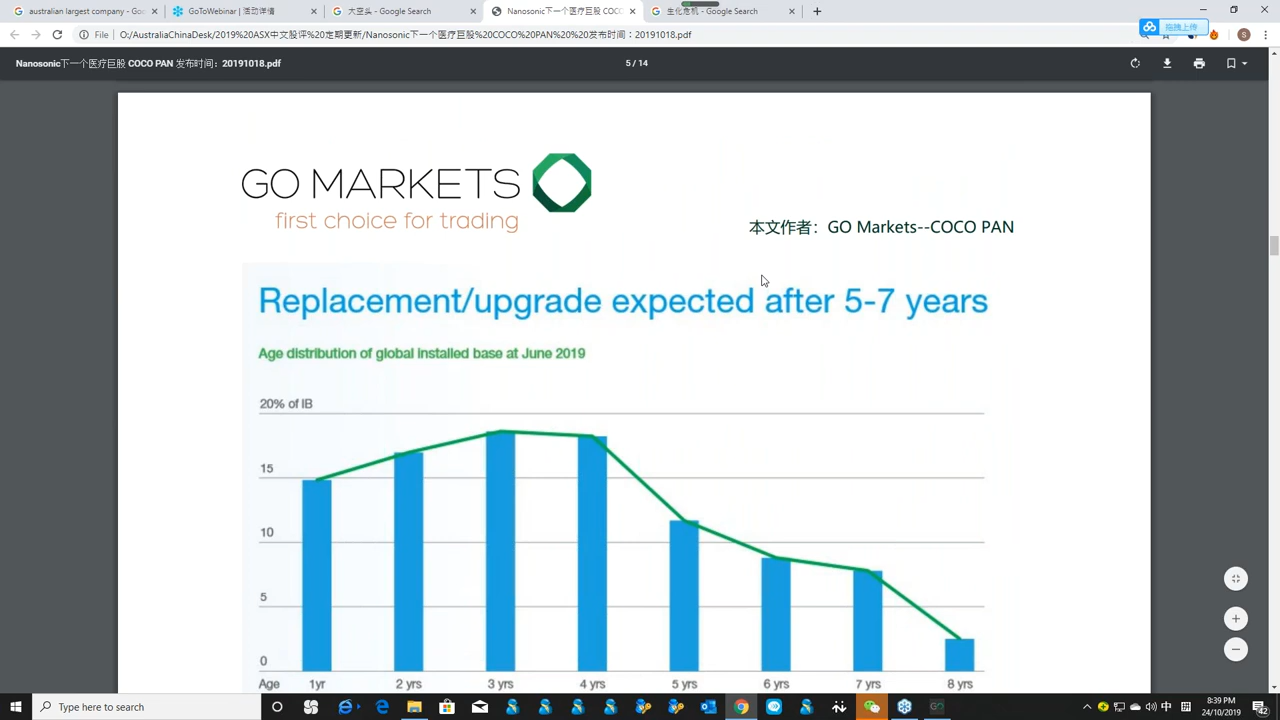 australian largest company - Goo
GoToWebinar | 活动详情
大空头 - Google Search
Nanosonic下一个医疗巨股 COCO
生化危机 - Google Search
File | O:/AustraliaChinaDesk/2019%20ASX中文股评%20定期更新/Nanosonic下一个医疗巨股%20COCO%20PAN%20%20发布时间:20191018.pdf
拖拽上传
S
Nanosonic下一个医疗巨股 COCO PAN 发布时间：20191018.pdf
5 / 14
GO MARKETS
first choice for trading
本文作者：GO Markets--COCO PAN
Replacement/upgrade expected after 5-7 years
Age distribution of global installed base at June 2019
20% of IB
15
10
5
0
Age 1yr 2 yrs 3 yrs 4 yrs 5 yrs 6 yrs 7 yrs 8 yrs
Type here to search
中
8:39 PM
24/10/2019
42